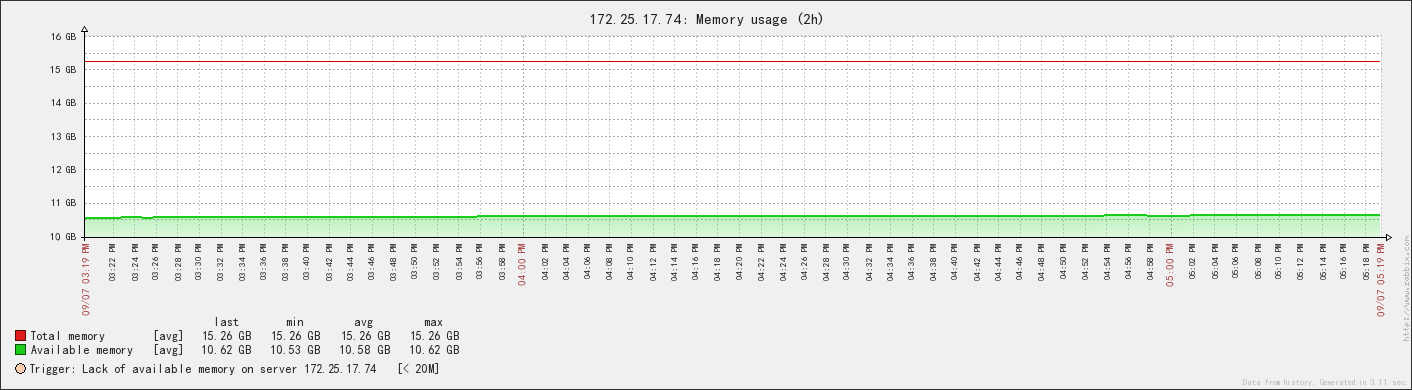 172.25.17.74: Memory usage (2h)
16 GB
15 GB
14 GB
13 GB
12 GB
11 GB
10 GB
09/07 03:19 PM
03:22 PM
03:24 PM
03:26 PM
03:28 PM
03:30 PM
03:32 PM
03:34 PM
03:36 PM
03:38 PM
03:40 PM
03:42 PM
03:44 PM
03:46 PM
03:48 PM
03:50 PM
03:52 PM
03:54 PM
03:56 PM
03:58 PM
04:00 PM
04:02 PM
04:04 PM
04:06 PM
04:08 PM
04:10 PM
04:12 PM
04:14 PM
04:16 PM
04:18 PM
04:20 PM
04:22 PM
04:24 PM
04:26 PM
04:28 PM
04:30 PM
04:32 PM
04:34 PM
04:36 PM
04:38 PM
04:40 PM
04:42 PM
04:44 PM
04:46 PM
04:48 PM
04:50 PM
04:52 PM
04:54 PM
04:56 PM
04:58 PM
05:00 PM
05:02 PM
05:04 PM
05:06 PM
05:08 PM
05:10 PM
05:12 PM
05:14 PM
05:16 PM
05:18 PM
09/07 05:19 PM
http://www.zabbix.com
last min avg max
Total memory [avg] 15.26 GB 15.26 GB 15.26 GB 15.26 GB
Available memory [avg] 10.62 GB 10.53 GB 10.58 GB 10.62 GB
Trigger: Lack of available memory on server 172.25.17.74 [< 20M]
Data from history. Generated in 0.11 sec.